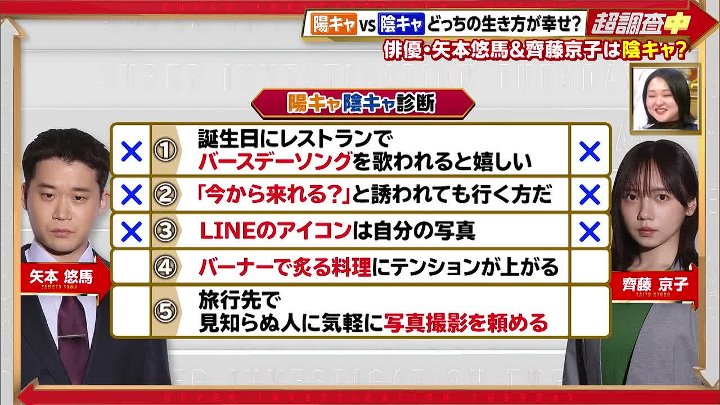 陽キャ vs 陰キャ どっちの生き方が幸せ? 超調査中
俳優・矢本悠馬&齊藤京子は陰キャ?
陽キャ陰キャ診断
× ① 誕生日にレストランで
バースデーソングを歌われると嬉しい ×
× ② 「今から来れる?」と誘われても行く方だ ×
× ③ LINEのアイコンは自分の写真 ×
④ バーナーで炙る料理にテンションが上がる
⑤ 旅行先で
見知らぬ人に気軽に写真撮影を頼める
矢本 悠馬
YAMOTO YUMA
齊藤 京子
SAITO KYOKO
SUPER INVESTIGATION TUESDAY